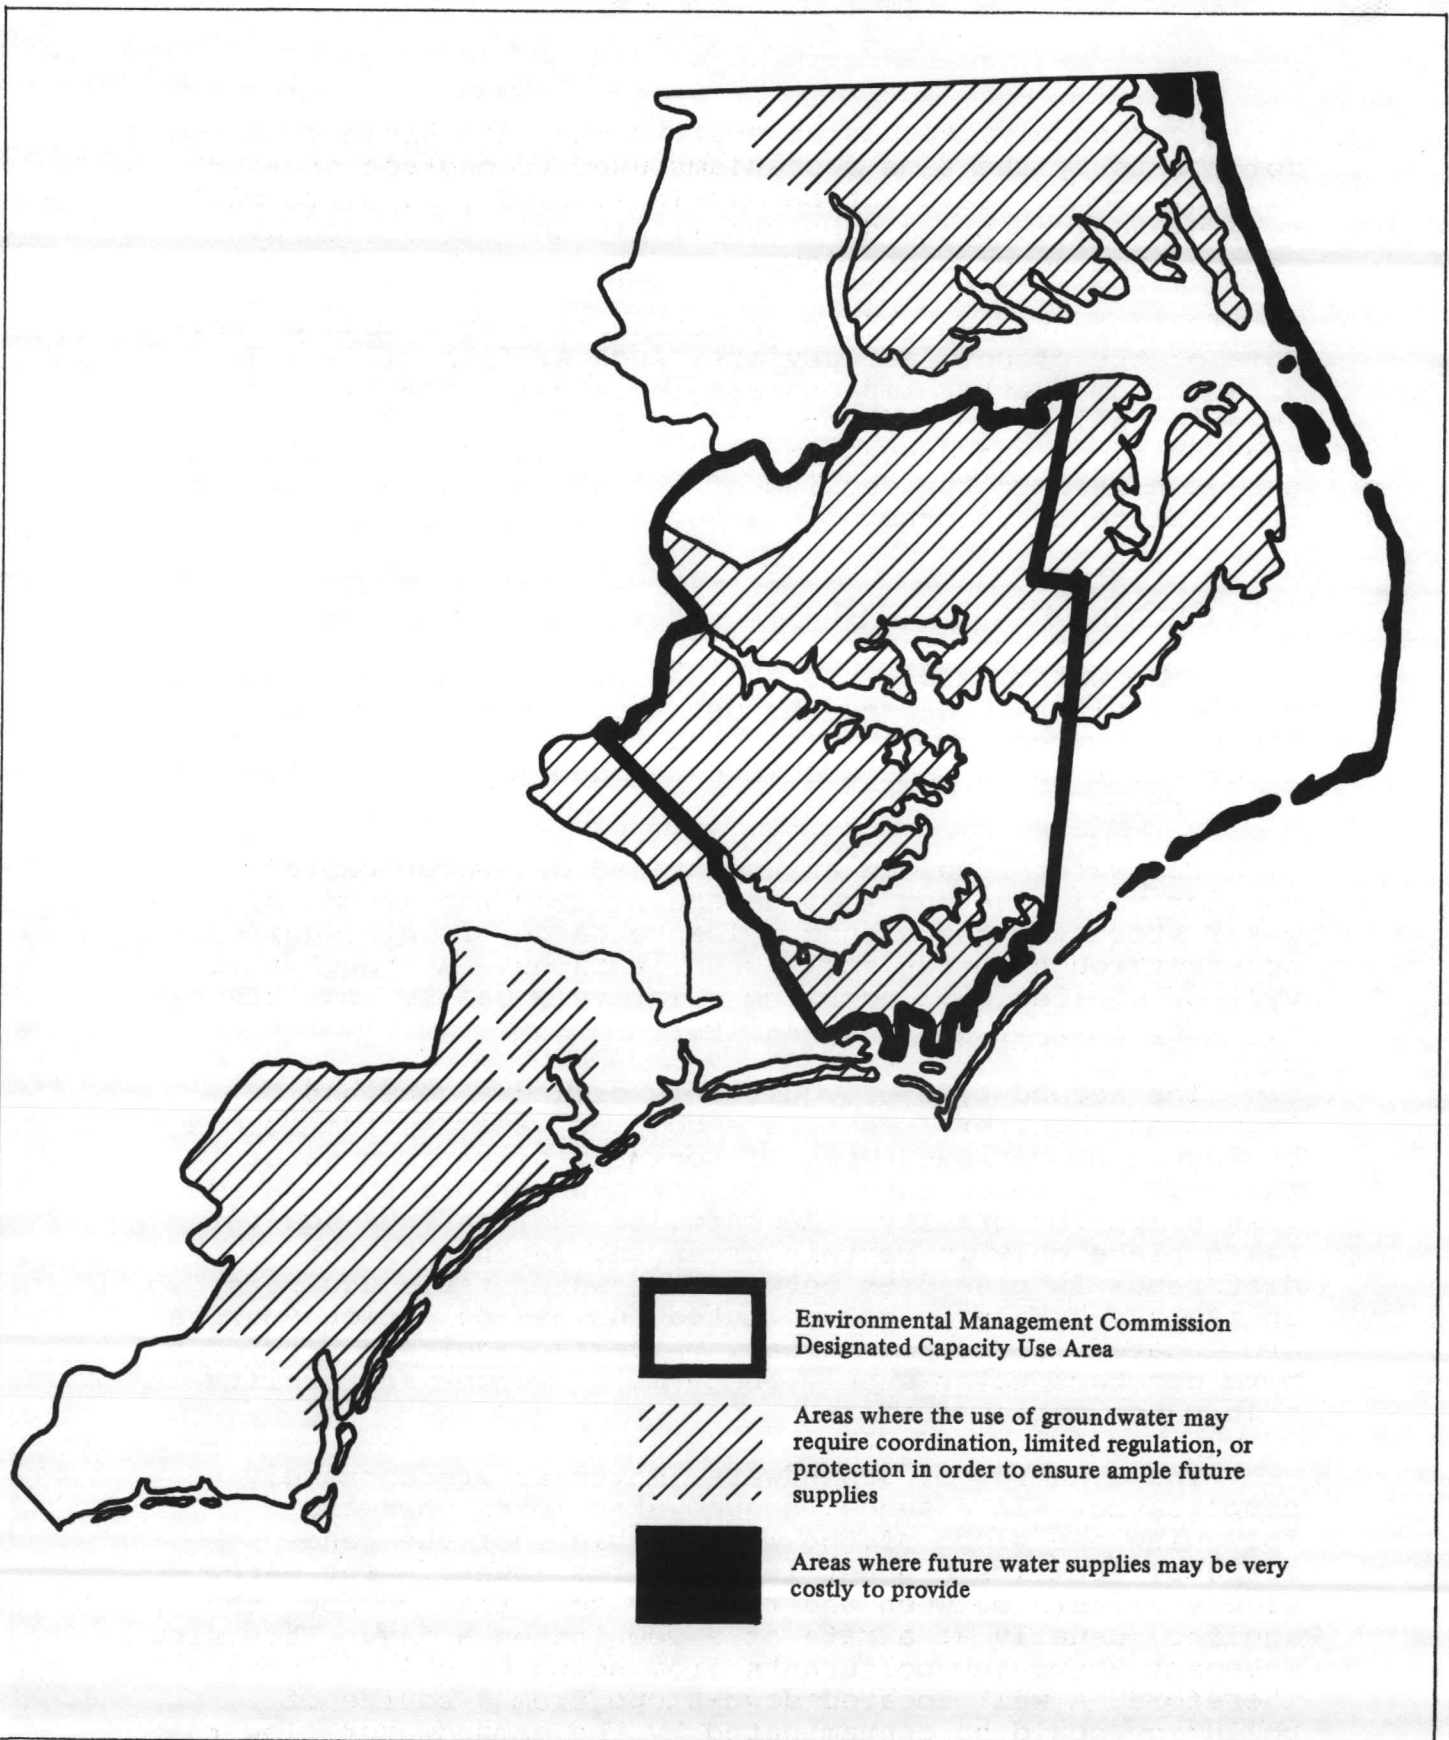 Environmental Management Commission
Designated Capacity Use Area
Areas where the use of groundwater may
require coordination, limited regulation, or
protection in order to ensure ample future
supplies
Areas where future water supplies may be very
costly to provide